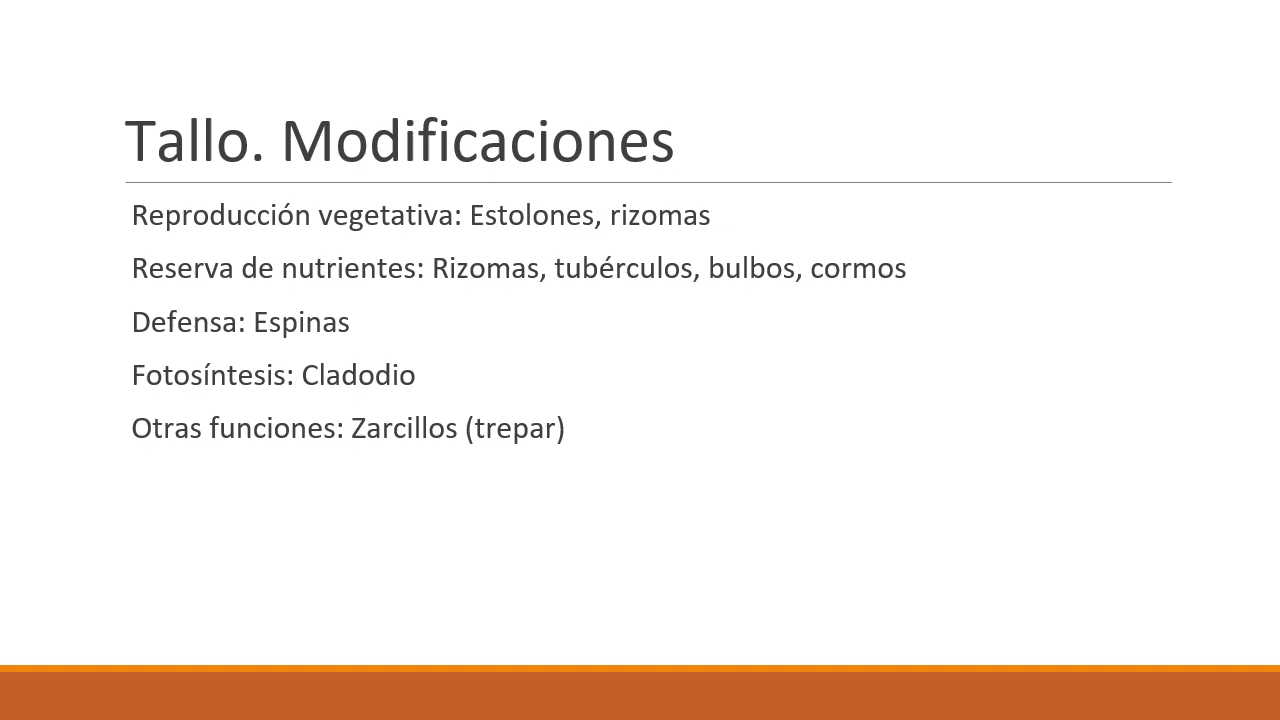 Tallo. Modificaciones
Reproducción vegetativa: Estolones, rizomas
Reserva de nutrientes: Rizomas, tubérculos, bulbos, cormos
Defensa: Espinas
Fotosíntesis: Cladodio
Otras funciones: Zarcillos (trepar)